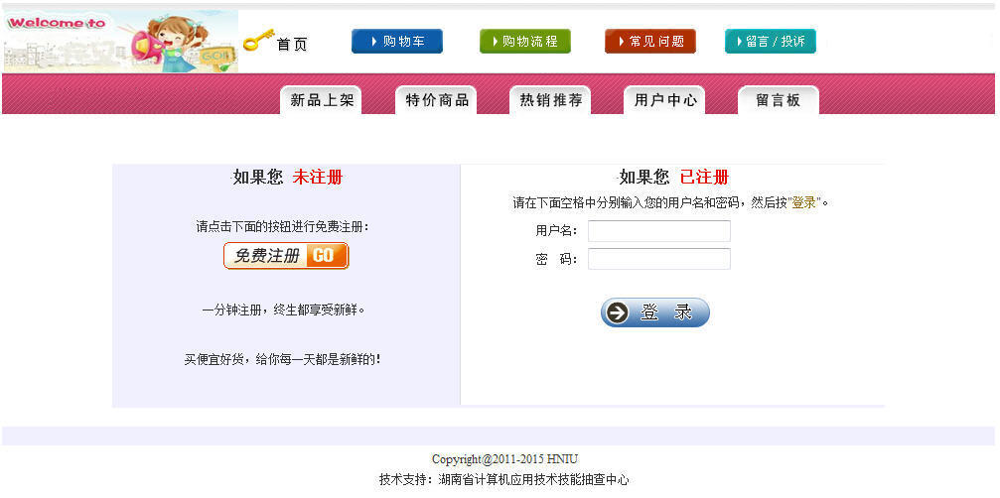 Welcome to
GO!!
首页
购物车
购物流程
常见问题
留言 / 投诉
新品上架
特价商品
热销推荐
用户中心
留言板
如果您 未注册
请点击下面的按钮进行免费注册：
免费注册 GO
一分钟注册，终生都享受新鲜。
买便宜好货，给你每一天都是新鲜的！
·如果您 已注册
请在下面空格中分别输入您的用户名和密码，然后按"登录"。
用户名：
密 码：
登 录
Copyright@2011-2015 HNIU
技术支持：湖南省计算机应用技术技能抽查中心